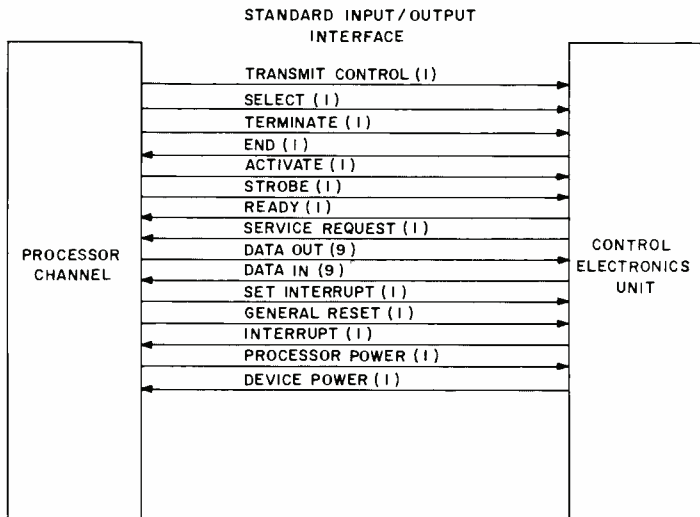 STANDARD INPUT/OUTPUT
INTERFACE
TRANSMIT CONTROL (1)
SELECT (1)
TERMINATE (1)
END (1)
ACTIVATE (1)
STROBE (1)
READY (1)
SERVICE REQUEST (1)
DATA OUT (9)
DATA IN (9)
SET INTERRUPT (1)
GENERAL RESET (1)
INTERRUPT (1)
PROCESSOR POWER (1)
DEVICE POWER (1)
PROCESSOR
CHANNEL
CONTROL
ELECTRONICS
UNIT